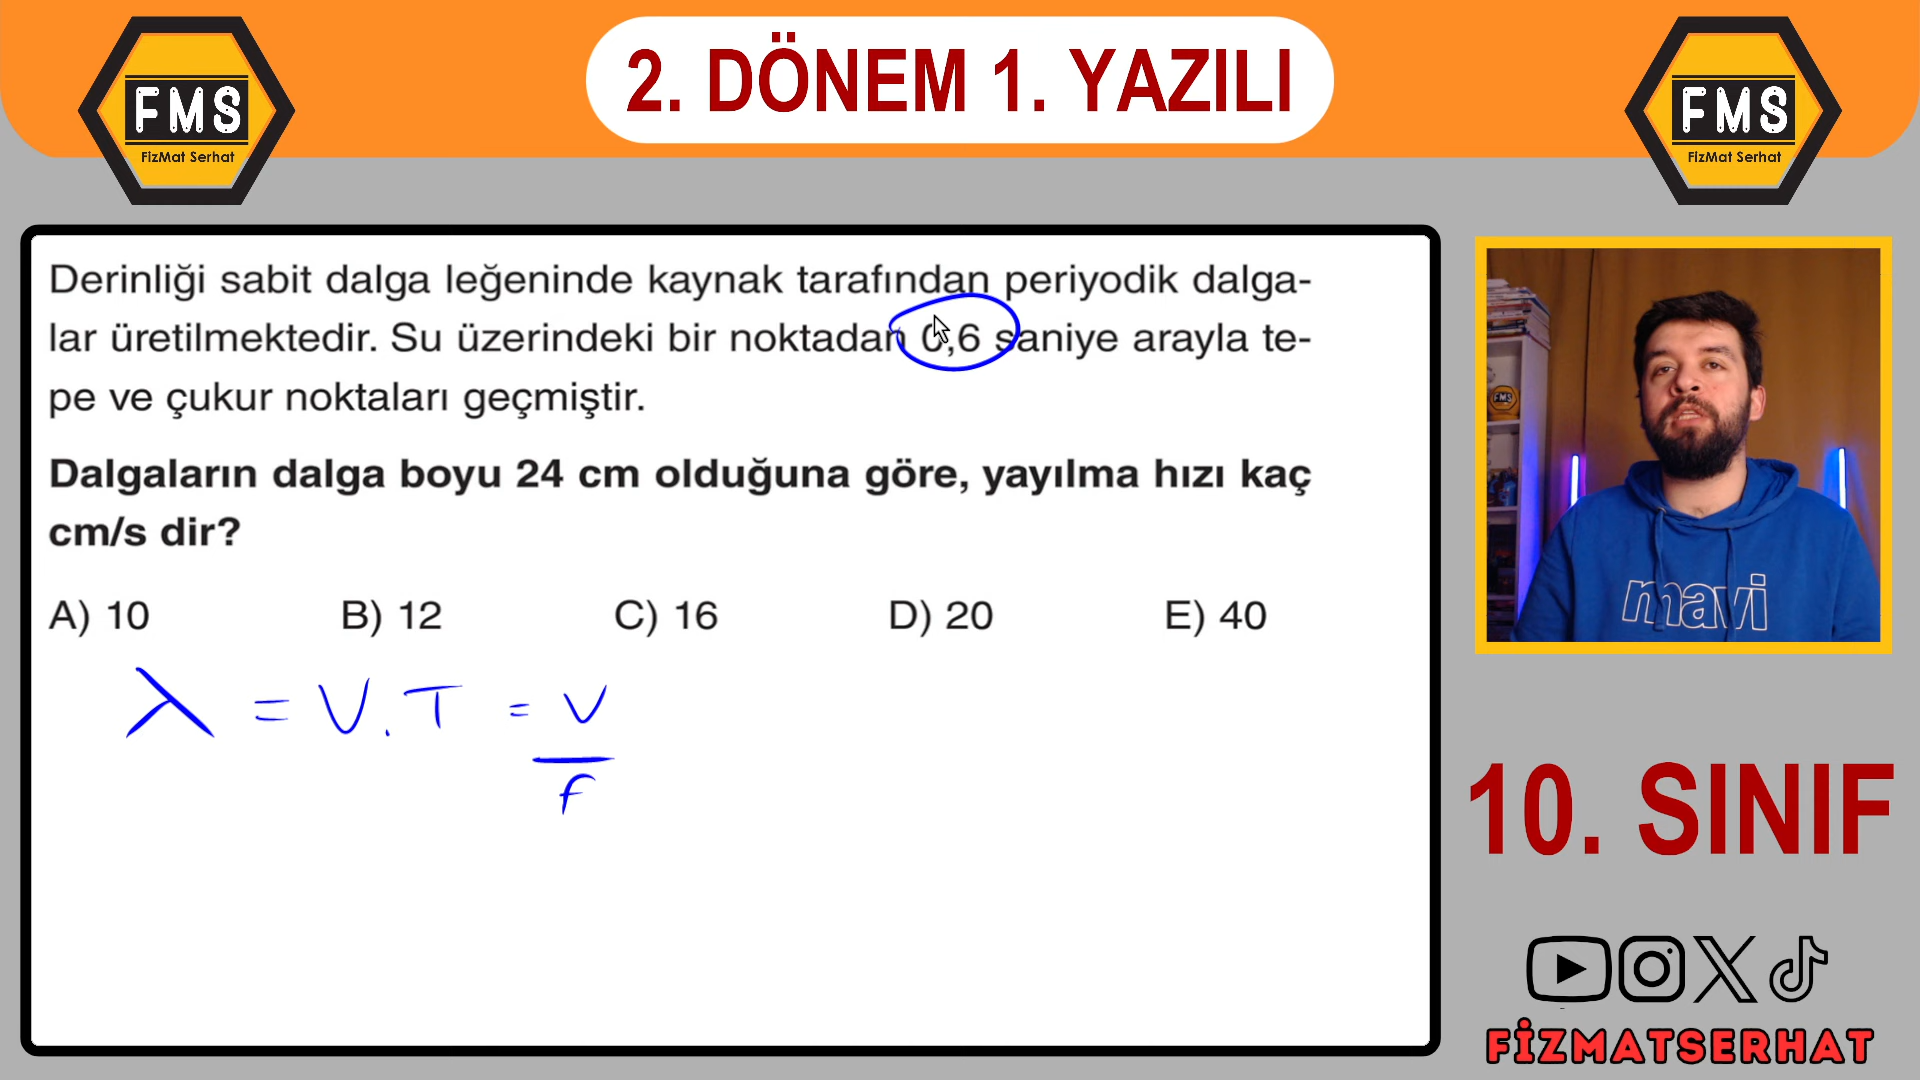 2. DÖNEM 1. YAZILI
FMS
FizMat Serhat
FMS
FizMat Serhat
Derinliği sabit dalga leğeninde kaynak tarafından periyodik dalga-
lar üretilmektedir. Su üzerindeki bir noktadan 0,6 saniye arayla te-
pe ve çukur noktaları geçmiştir.
Dalgaların dalga boyu 24 cm olduğuna göre, yayılma hızı kaç
cm/s dir?
A) 10 B) 12 C) 16 D) 20 E) 40
λ = V.T = V/f
FMS
mavi
10. SINIF
FİZMATSERHAT